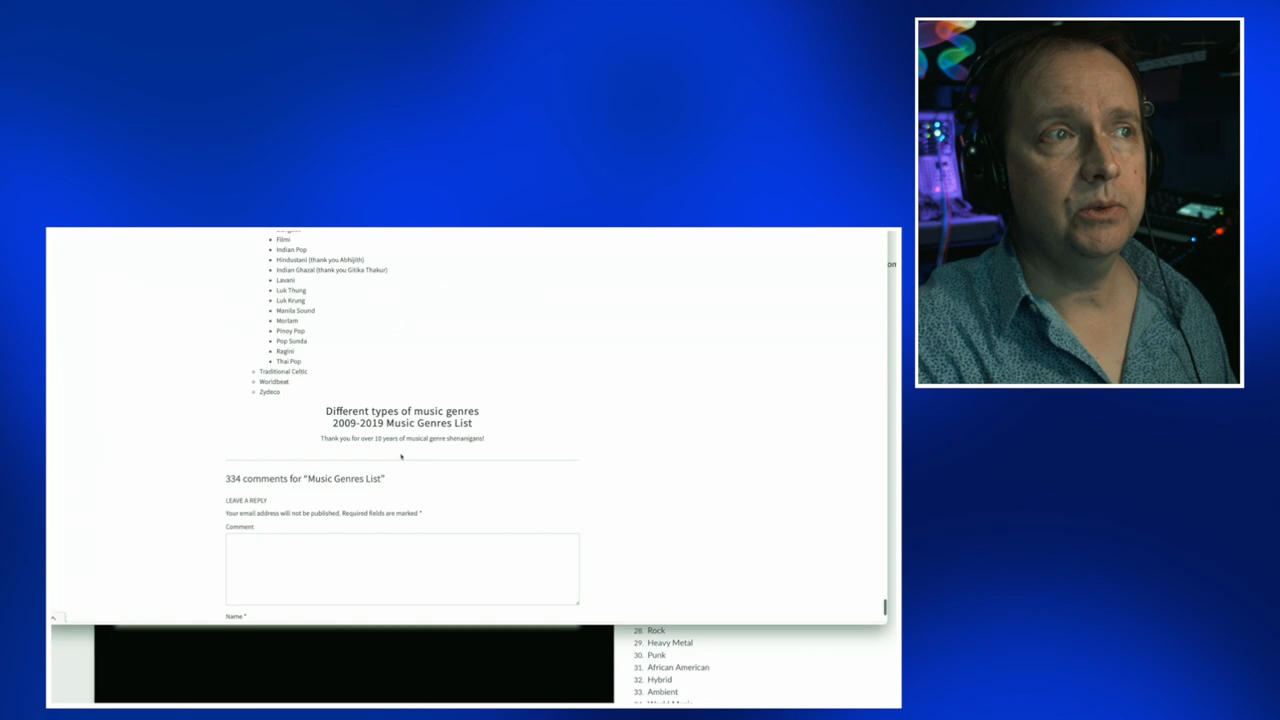 Filmi
Indian Pop
Hindustani (thank you Abhijith)
Indian Ghazal (thank you Gitika Thakur)
Lavani
Luk Thung
Luk Krung
Manila Sound
Morlam
Pinoy Pop
Pop Sunda
Ragini
Thai Pop
Traditional Celtic
Worldbeat
Zydeco
Different types of music genres
2009-2019 Music Genres List
Thank you for over 10 years of musical genre shenanigans!
334 comments for “Music Genres List”
LEAVE A REPLY
Your email address will not be published. Required fields are marked *
Comment
Name *
on
28. Rock
29. Heavy Metal
30. Punk
31. African American
32. Hybrid
33. Ambient